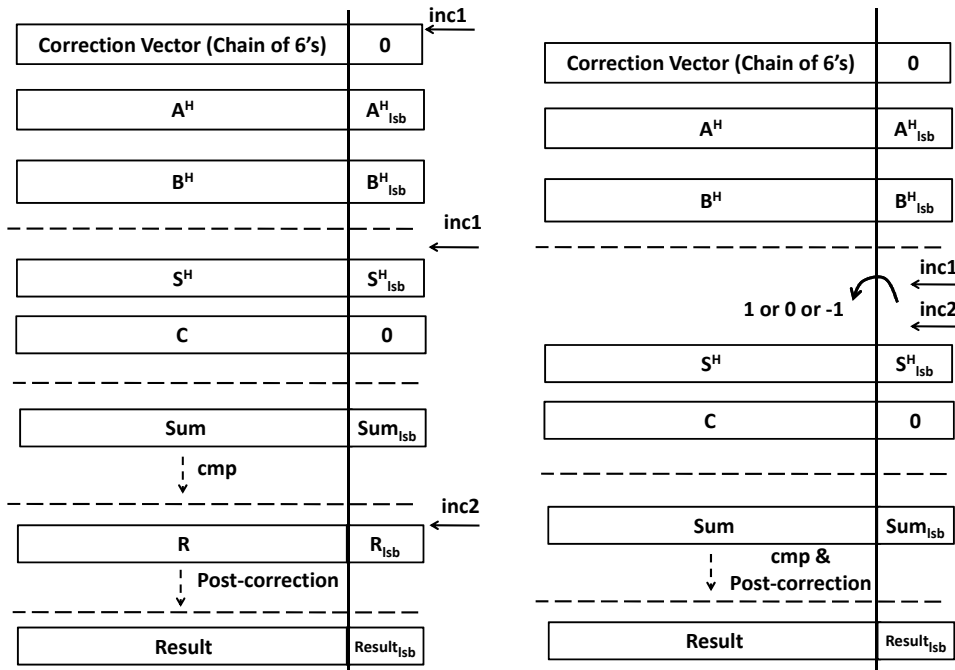 inc1
Correction Vector (Chain of 6's) 0
A^H A^H_lsb
B^H B^H_lsb
inc1
S^H S^H_lsb
C 0
Sum Sum_lsb
cmp
inc2
R R_lsb
Post-correction
Result Result_lsb
Correction Vector (Chain of 6's) 0
A^H A^H_lsb
B^H B^H_lsb
inc1
1 or 0 or -1
inc2
S^H S^H_lsb
C 0
Sum Sum_lsb
cmp &
Post-correction
Result Result_lsb